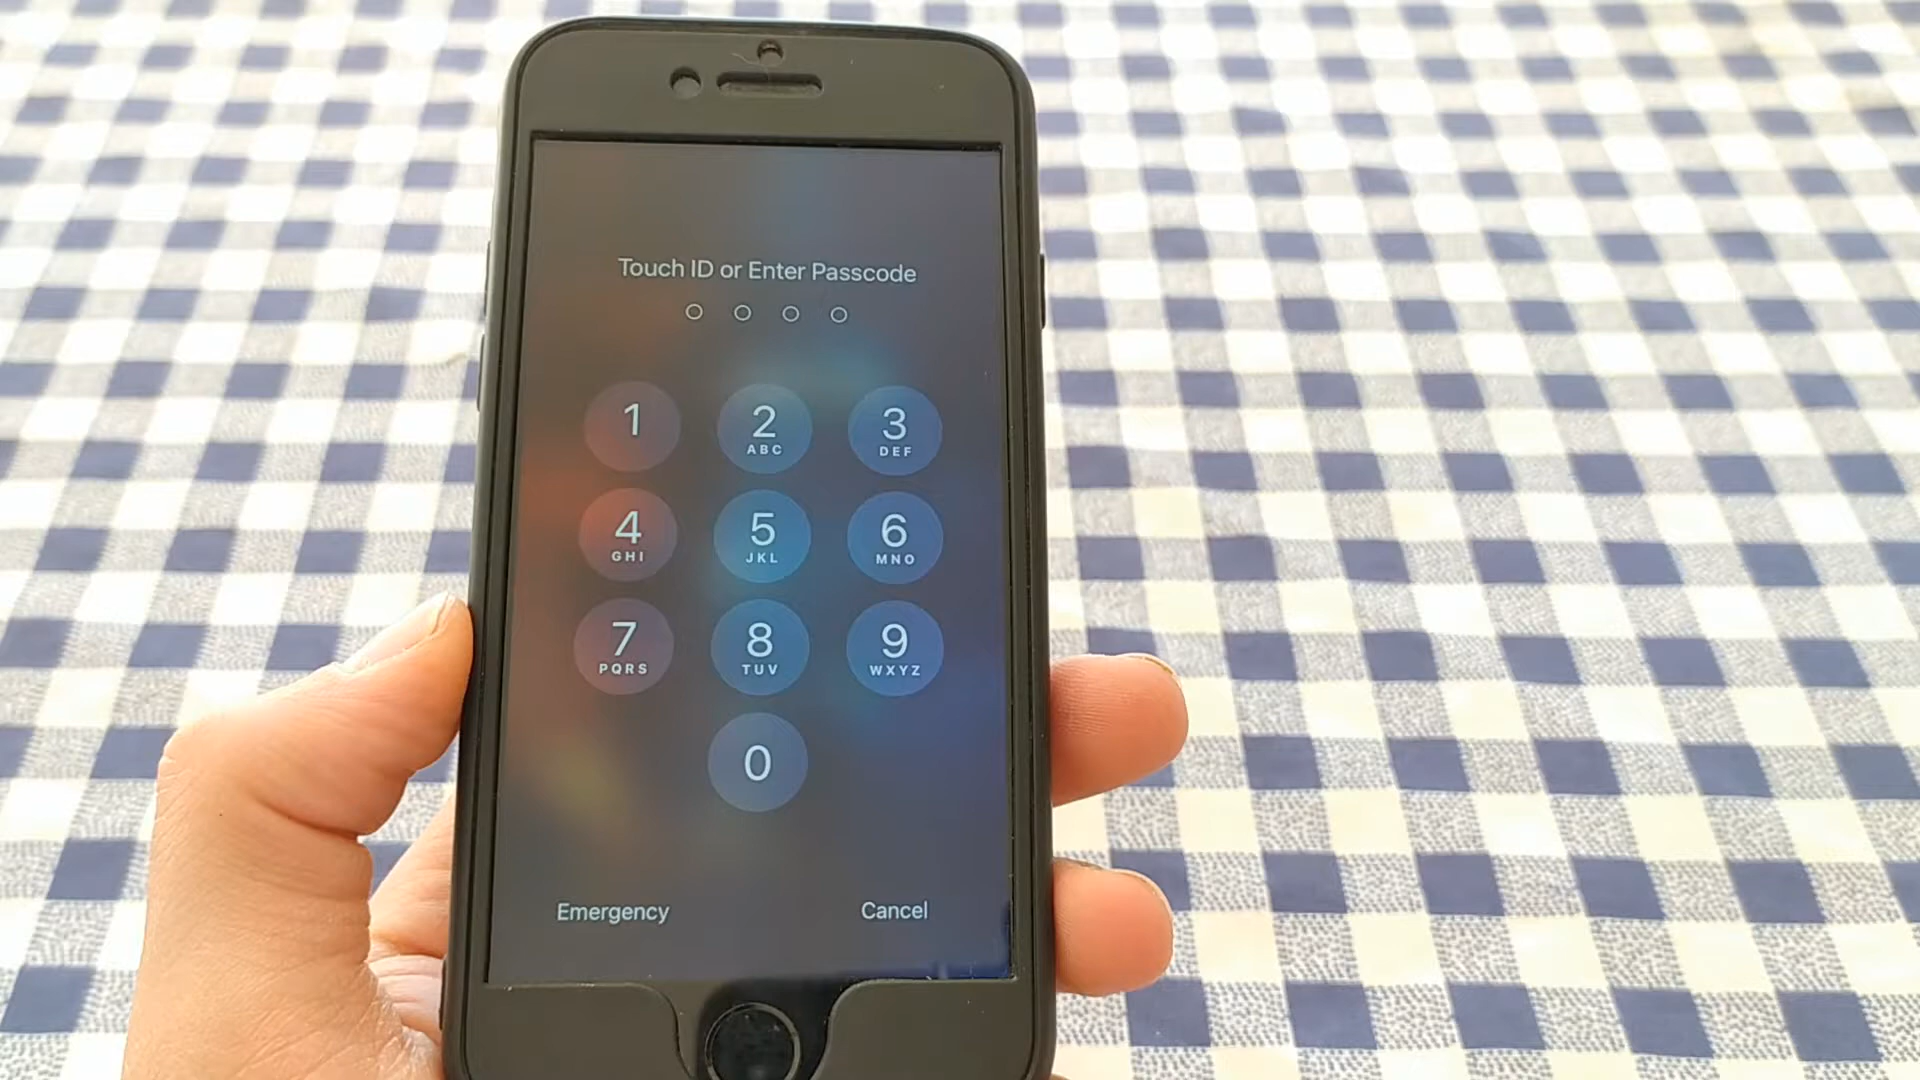 Touch ID or Enter Passcode
1 2 3
ABC DEF
4 5 6
GHI JKL MNO
7 8 9
PQRS TUV WXYZ
0
Emergency Cancel